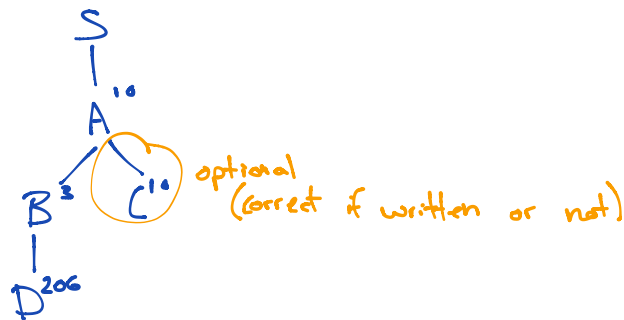 S
A 10
optional
B 3 C 10 (correct if written or not)
D 206